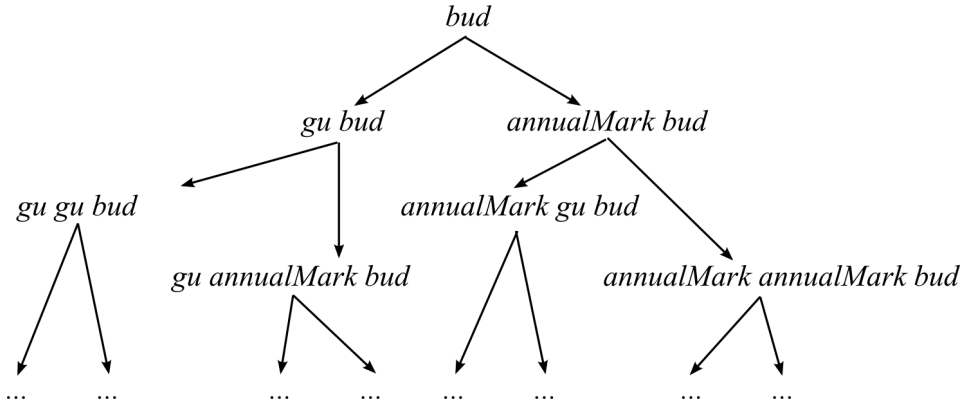 bud
gu bud
annualMark bud
gu gu bud
annualMark gu bud
gu annualMark bud
annualMark annualMark bud
... ... ... ... ... ... ... ...